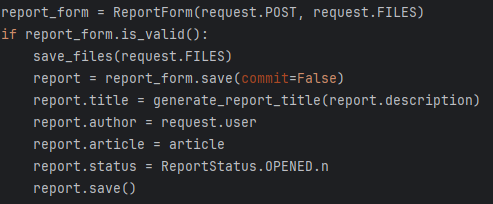 report_form = ReportForm(request.POST, request.FILES)
if report_form.is_valid():
    save_files(request.FILES)
    report = report_form.save(commit=False)
    report.title = generate_report_title(report.description)
    report.author = request.user
    report.article = article
    report.status = ReportStatus.OPENED.n
    report.save()